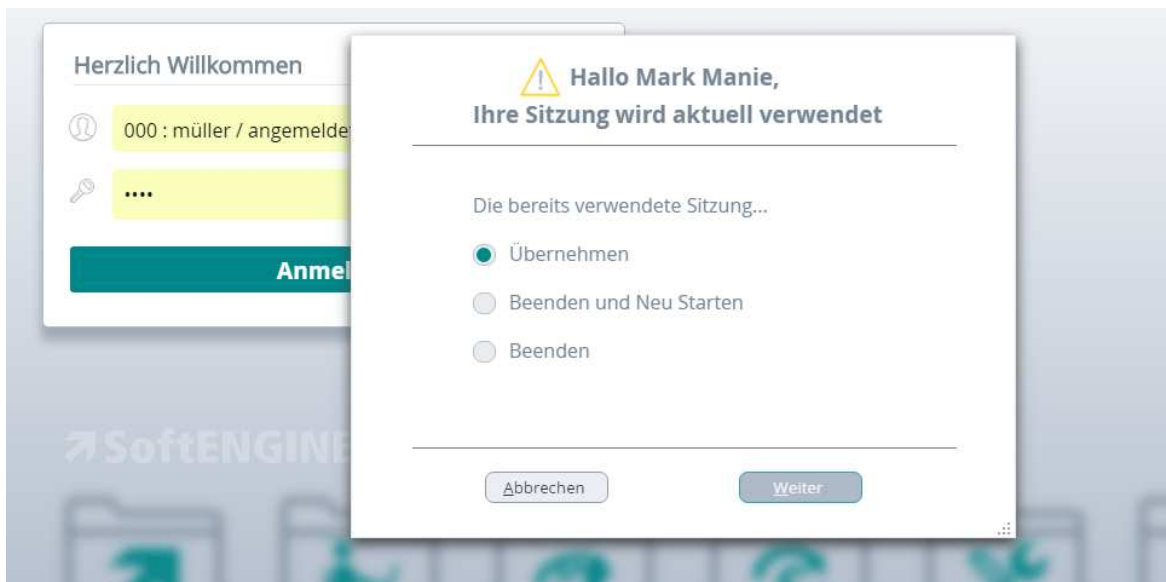 Herzlich Willkommen
000 : müller / angemelde
••••
Anmel
Hallo Mark Manie,
Ihre Sitzung wird aktuell verwendet
Die bereits verwendete Sitzung...
Übernehmen
Beenden und Neu Starten
Beenden
Abbrechen
Weiter
SoftENGINE